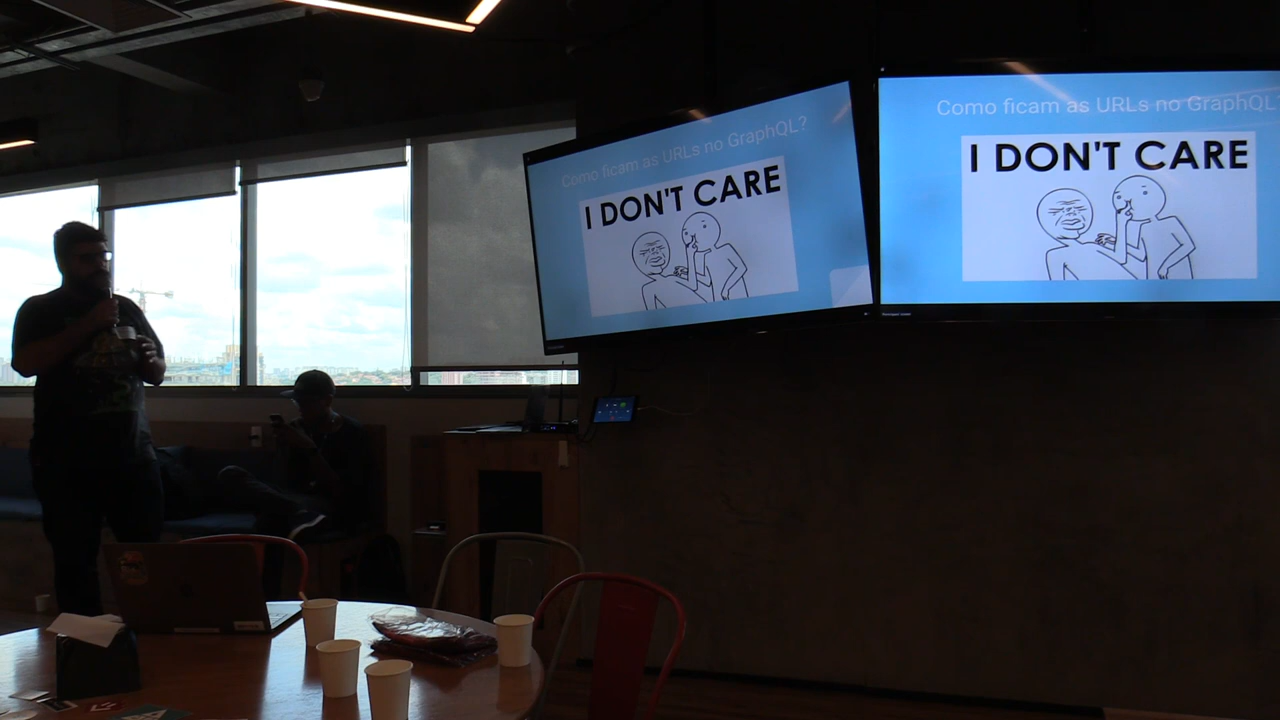 Como ficam as URLs no GraphQL?
I DON'T CARE
Como ficam as URLs no GraphQL
I DON'T CARE